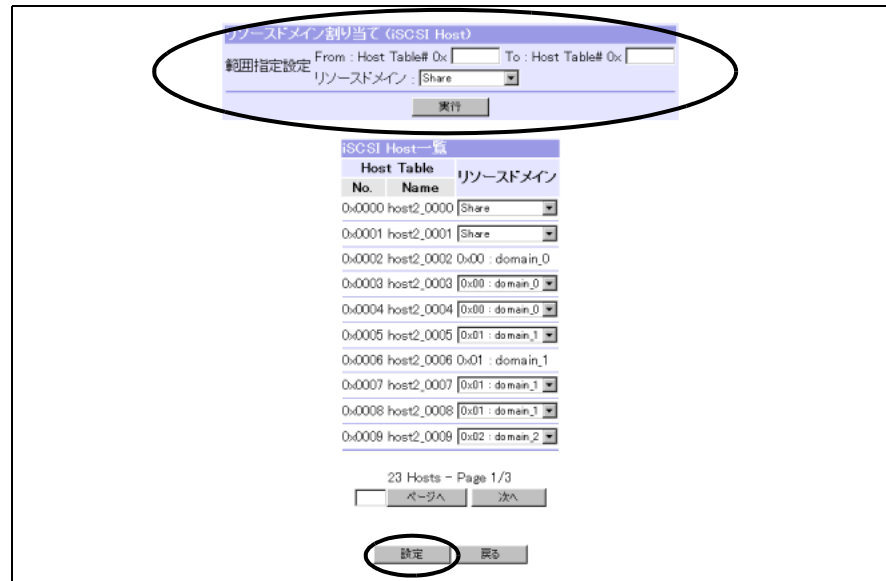 リソースドメイン割り当て (iSCSI Host)
範囲指定設定 From : Host Table# 0x To : Host Table# 0x
リソースドメイン : Share
実行
iSCSI Host一覧
Host Table リソースドメイン
No. Name
0x0000 host2_0000 Share
0x0001 host2_0001 Share
0x0002 host2_0002 0x00 : domain_0
0x0003 host2_0003 0x00 : domain_0
0x0004 host2_0004 0x00 : domain_0
0x0005 host2_0005 0x01 : domain_1
0x0006 host2_0006 0x01 : domain_1
0x0007 host2_0007 0x01 : domain_1
0x0008 host2_0008 0x01 : domain_1
0x0009 host2_0009 0x02 : domain_2
23 Hosts - Page 1/3
ページへ 次へ
設定 戻る